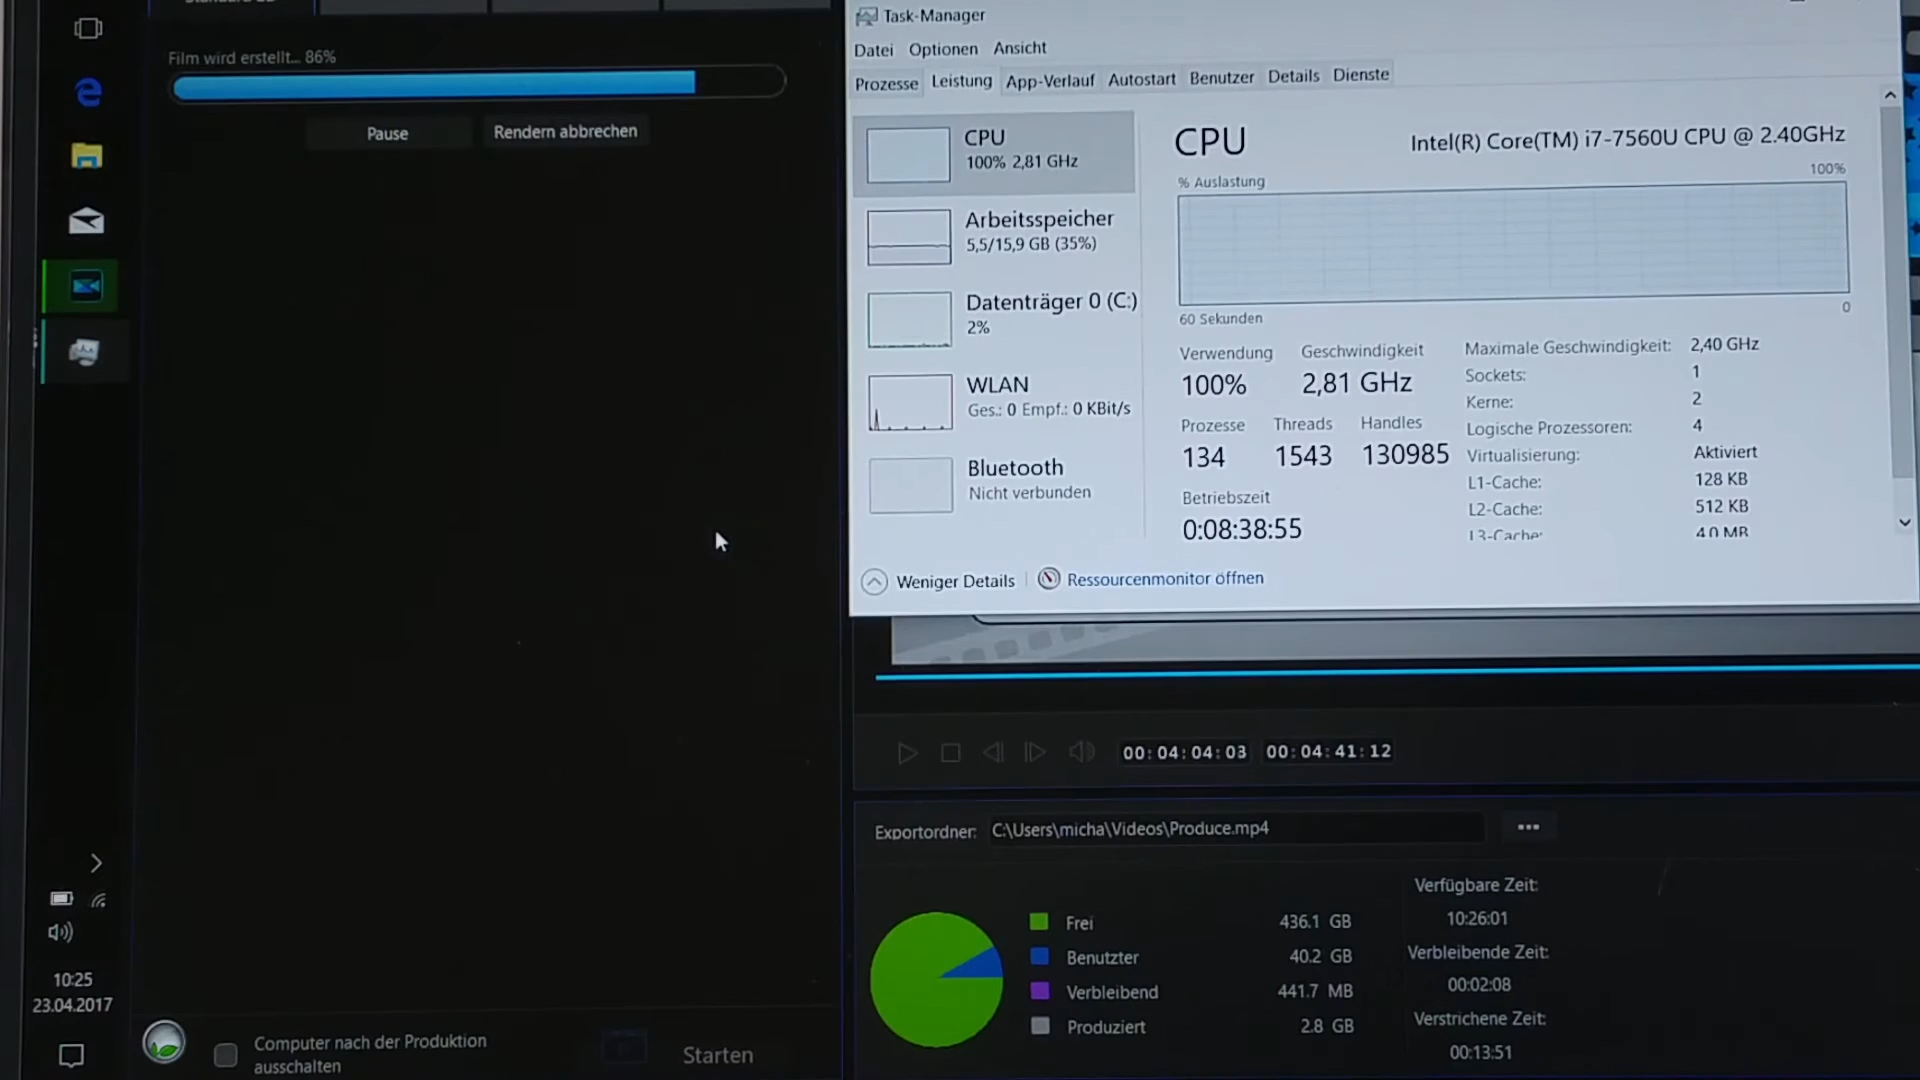 Film wird erstellt... 86%
Pause
Rendern abbrechen
10:25
23.04.2017
Computer nach der Produktion
ausschalten
Starten
Task-Manager
Datei Optionen Ansicht
Prozesse Leistung App-Verlauf Autostart Benutzer Details Dienste
CPU
100% 2,81 GHz
Arbeitsspeicher
5,5/15,9 GB (35%)
Datenträger 0 (C:)
2%
WLAN
Ges.: 0 Empf.: 0 KBit/s
Bluetooth
Nicht verbunden
CPU
Intel(R) Core(TM) i7-7560U CPU @ 2.40GHz
% Auslastung
100%
60 Sekunden
0
Verwendung
100%
Geschwindigkeit
2,81 GHz
Prozesse
134
Threads
1543
Handles
130985
Betriebszeit
0:08:38:55
Maximale Geschwindigkeit: 2,40 GHz
Sockets: 1
Kerne: 2
Logische Prozessoren: 4
Virtualisierung: Aktiviert
L1-Cache: 128 KB
L2-Cache: 512 KB
L3-Cache: 4,0 MB
Weniger Details
Ressourcenmonitor öffnen
00:04:04:03
00:04:41:12
Exportordner: C:\Users\micha\Videos\Produce.mp4
...
Frei 436.1 GB
Benutzter 40.2 GB
Verbleibend 441.7 MB
Produziert 2.8 GB
Verfügbare Zeit:
10:26:01
Verbleibende Zeit:
00:02:08
Verstrichene Zeit:
00:13:51